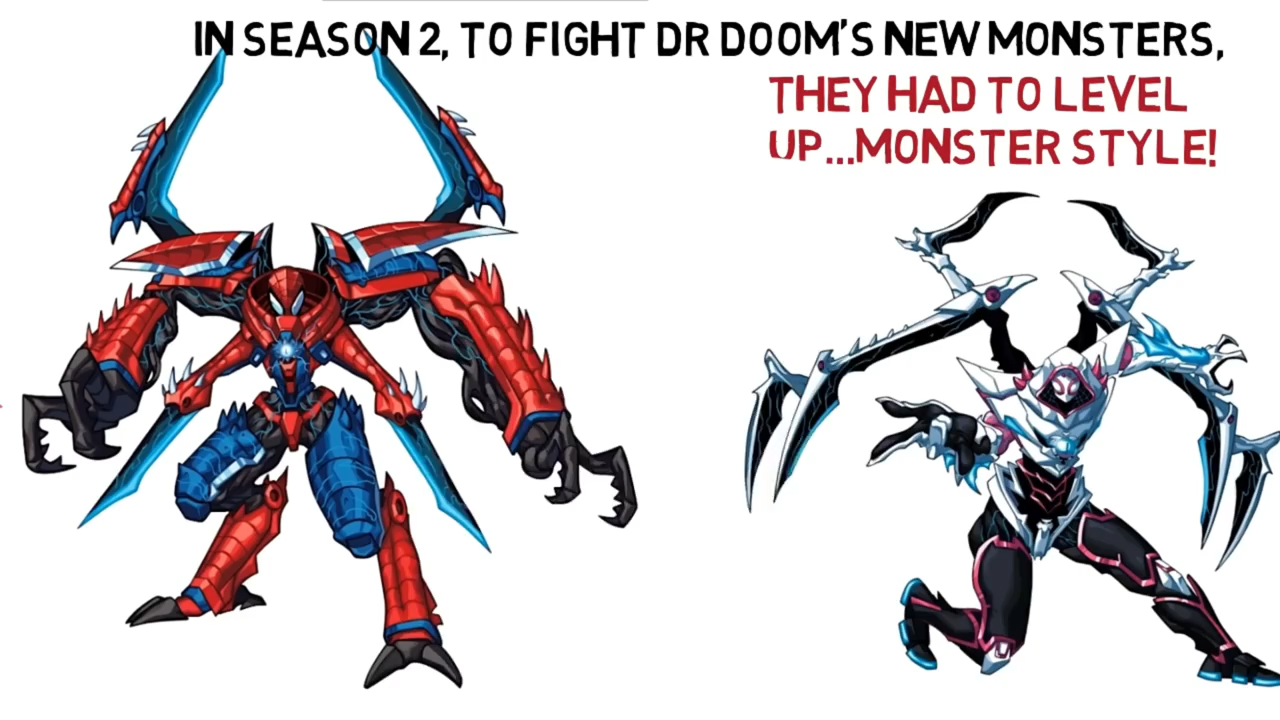 IN SEASON 2, TO FIGHT DR DOOM'S NEW MONSTERS,
THEY HAD TO LEVEL
UP...MONSTER STYLE!